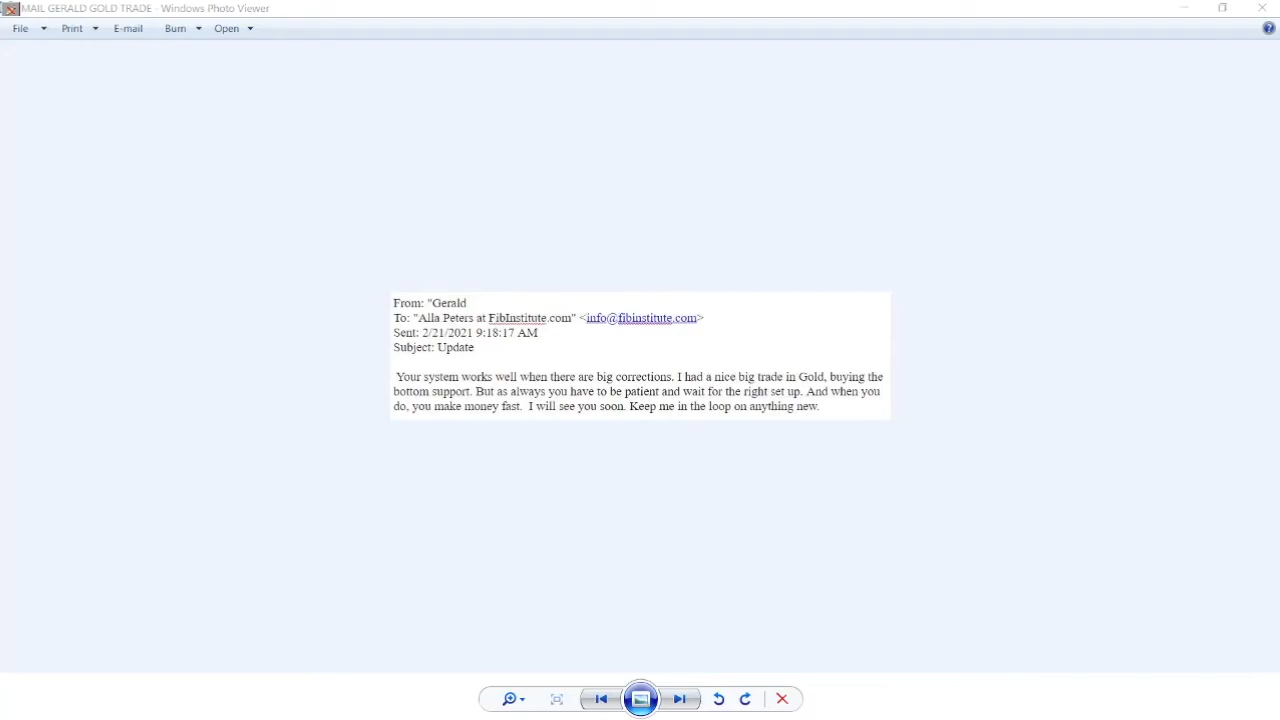 MAIL GERALD GOLD TRADE - Windows Photo Viewer
File Print E-mail Burn Open
From: "Gerald
To: "Alla Peters at FibInstitute.com" <info@fibinstitute.com>
Sent: 2/21/2021 9:18:17 AM
Subject: Update
Your system works well when there are big corrections. I had a nice big trade in Gold, buying the
bottom support. But as always you have to be patient and wait for the right set up. And when you
do, you make money fast.  I will see you soon. Keep me in the loop on anything new.